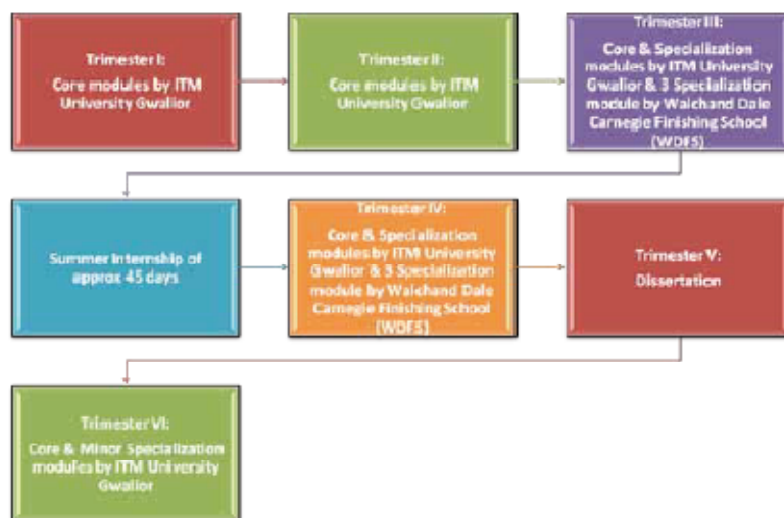 Trimester I:
Core modules by ITM
University Gwalior
Trimester II:
Core modules by ITM
University Gwalior
Trimester III:
Core & Specialization
modules by ITM University
Gwalior & 3 Specialization
module by Walchand Dale
Carnegie Finishing School
(WDFS)
Summer Internship of
approx 45 days
Trimester IV:
Core & Specialization
modules by ITM University
Gwalior & 3 Specialization
module by Walchand Dale
Carnegie Finishing School
(WDFS)
Trimester V:
Dissertation
Trimester VI:
Core & Minor Specialization
modules by ITM University
Gwalior